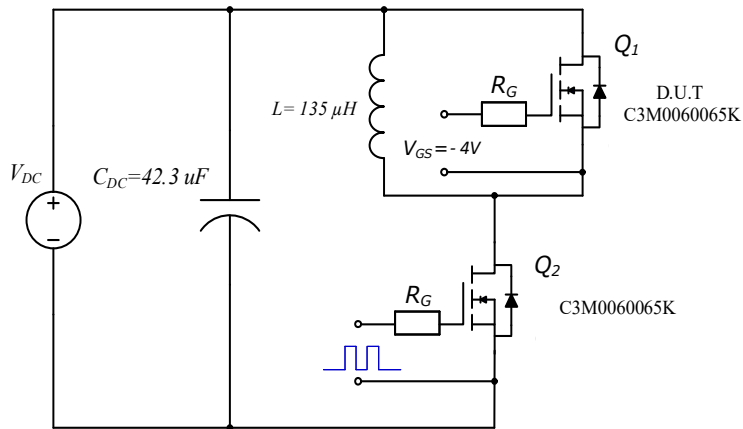 Q1
D.U.T
C3M0060065K
RG
L= 135 µH
VGS = - 4V
VDC
CDC=42.3 uF
+
−
Q2
RG
C3M0060065K